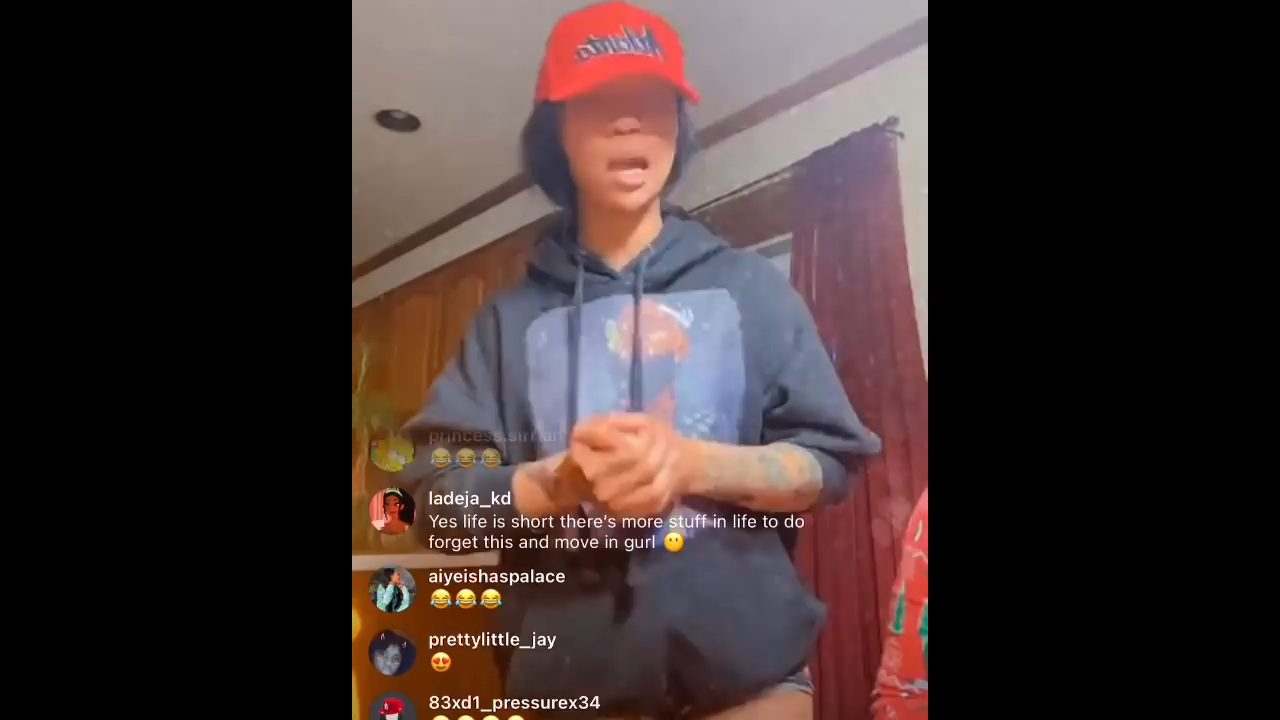 😂😂😂
ladeja_kd
Yes life is short there's more stuff in life to do
forget this and move in gurl 😶
aiyeishaspalace
😂😂😂
prettylittle_jay
😍
83xd1_pressurex34